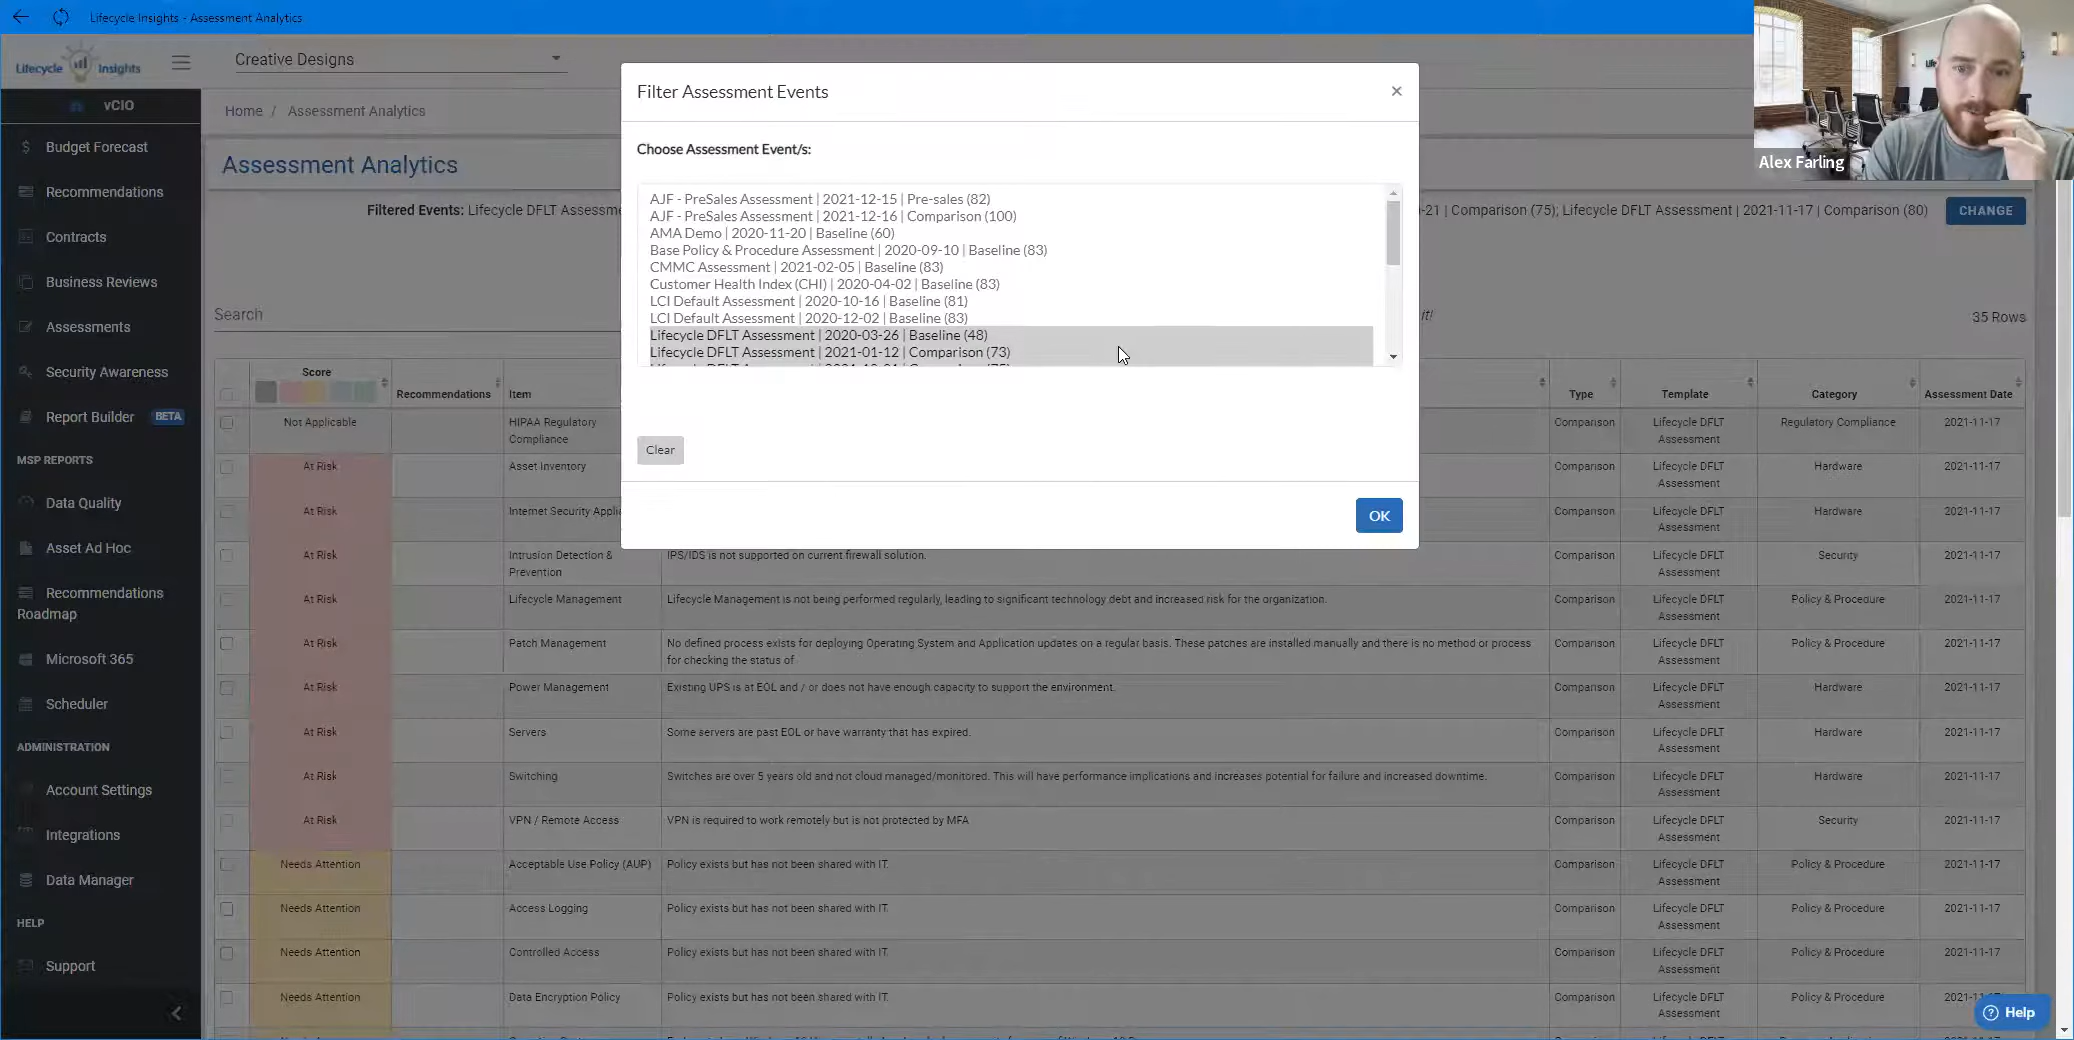 Lifecycle Insights - Assessment Analytics
Lifecycle Insights
Creative Designs
Alex Farling
vCIO
Budget Forecast
Recommendations
Contracts
Business Reviews
Assessments
Security Awareness
Report Builder BETA
MSP REPORTS
Data Quality
Asset Ad Hoc
Recommendations
Roadmap
Microsoft 365
Scheduler
ADMINISTRATION
Account Settings
Integrations
Data Manager
HELP
Support
Home / Assessment Analytics
Assessment Analytics
Filtered Events: Lifecycle DFLT Assessme
-21 | Comparison (75); Lifecycle DFLT Assessment | 2021-11-17 | Comparison (80) CHANGE
Search
it!
35 Rows
Filter Assessment Events ×
Choose Assessment Event/s:
AJF - PreSales Assessment | 2021-12-15 | Pre-sales (82)
AJF - PreSales Assessment | 2021-12-16 | Comparison (100)
AMA Demo | 2020-11-20 | Baseline (60)
Base Policy & Procedure Assessment | 2020-09-10 | Baseline (83)
CMMC Assessment | 2021-02-05 | Baseline (83)
Customer Health Index (CHI) | 2020-04-02 | Baseline (83)
LCI Default Assessment | 2020-10-16 | Baseline (81)
LCI Default Assessment | 2020-12-02 | Baseline (83)
Lifecycle DFLT Assessment | 2020-03-26 | Baseline (48)
Lifecycle DFLT Assessment | 2021-01-12 | Comparison (73)
Clear
OK
Score Recommendations Item Type Template Category Assessment Date
Not Applicable HIPAA Regulatory Compliance Comparison Lifecycle DFLT Assessment Regulatory Compliance 2021-11-17
At Risk Asset Inventory Comparison Lifecycle DFLT Assessment Hardware 2021-11-17
At Risk Internet Security Appli Comparison Lifecycle DFLT Assessment Hardware 2021-11-17
At Risk Intrusion Detection & Prevention IPS/IDS is not supported on current firewall solution. Comparison Lifecycle DFLT Assessment Security 2021-11-17
At Risk Lifecycle Management Lifecycle Management is not being performed regularly, leading to significant technology debt and increased risk for the organization. Comparison Lifecycle DFLT Assessment Policy & Procedure 2021-11-17
At Risk Patch Management No defined process exists for deploying Operating System and Application updates on a regular basis. These patches are installed manually and there is no method or process for checking the status of Comparison Lifecycle DFLT Assessment Policy & Procedure 2021-11-17
At Risk Power Management Existing UPS is at EOL and / or does not have enough capacity to support the environment. Comparison Lifecycle DFLT Assessment Hardware 2021-11-17
At Risk Servers Some servers are past EOL or have warranty that has expired. Comparison Lifecycle DFLT Assessment Hardware 2021-11-17
At Risk Switching Switches are over 5 years old and not cloud managed/monitored. This will have performance implications and increases potential for failure and increased downtime. Comparison Lifecycle DFLT Assessment Hardware 2021-11-17
At Risk VPN / Remote Access VPN is required to work remotely but is not protected by MFA Comparison Lifecycle DFLT Assessment Security 2021-11-17
Needs Attention Acceptable Use Policy (AUP) Policy exists but has not been shared with IT. Comparison Lifecycle DFLT Assessment Policy & Procedure 2021-11-17
Needs Attention Access Logging Policy exists but has not been shared with IT. Comparison Lifecycle DFLT Assessment Policy & Procedure 2021-11-17
Needs Attention Controlled Access Policy exists but has not been shared with IT. Comparison Lifecycle DFLT Assessment Policy & Procedure 2021-11-17
Needs Attention Data Encryption Policy Policy exists but has not been shared with IT. Comparison Lifecycle DFLT Assessment Policy & Procedure 2021-1
Help